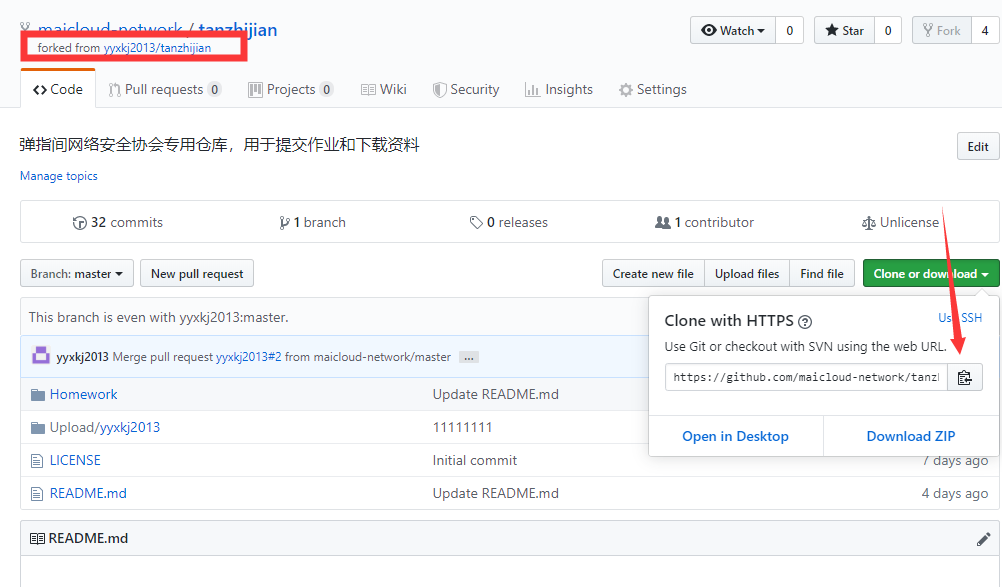 maicloud-network / tanzhijian
forked from yyxkj2013/tanzhijian
Watch 0 Star 0 Fork 4
Code Pull requests 0 Projects 0 Wiki Security Insights Settings
弹指间网络安全协会专用仓库，用于提交作业和下载资料
Edit
Manage topics
32 commits 1 branch 0 releases 1 contributor Unlicense
Branch: master New pull request Create new file Upload files Find file Clone or download
This branch is even with yyxkj2013:master.
Clone with HTTPS Use SSH
Use Git or checkout with SVN using the web URL.
yyxkj2013 Merge pull request yyxkj2013#2 from maicloud-network/master ...
https://github.com/maicloud-network/tanz
Homework Update README.md
Upload/yyxkj2013 11111111
Open in Desktop Download ZIP
LICENSE Initial commit 7 days ago
README.md Update README.md 4 days ago
README.md